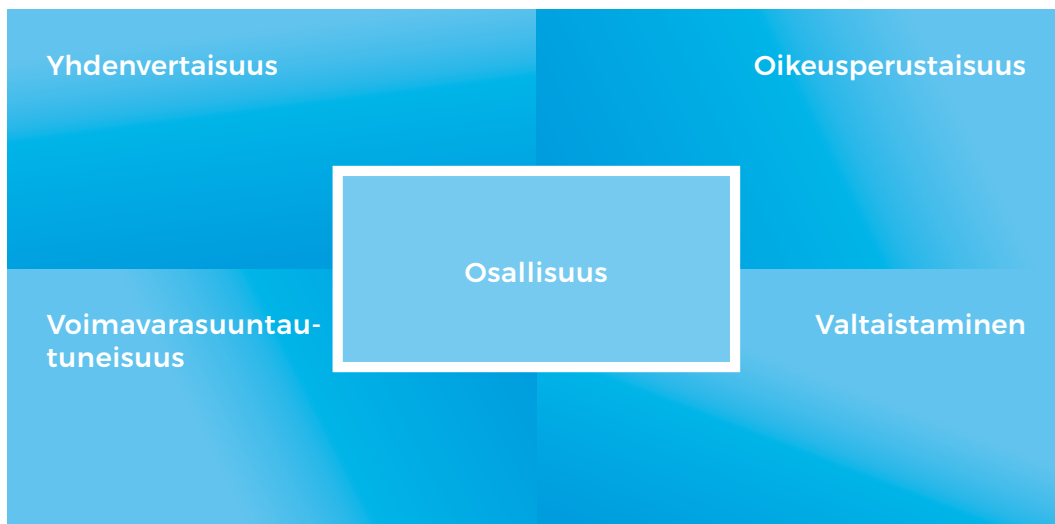 Yhdenvertaisuus
Oikeusperustaisuus
Osallisuus
Voimavarasuuntau-
tuneisuus
Valtaistaminen